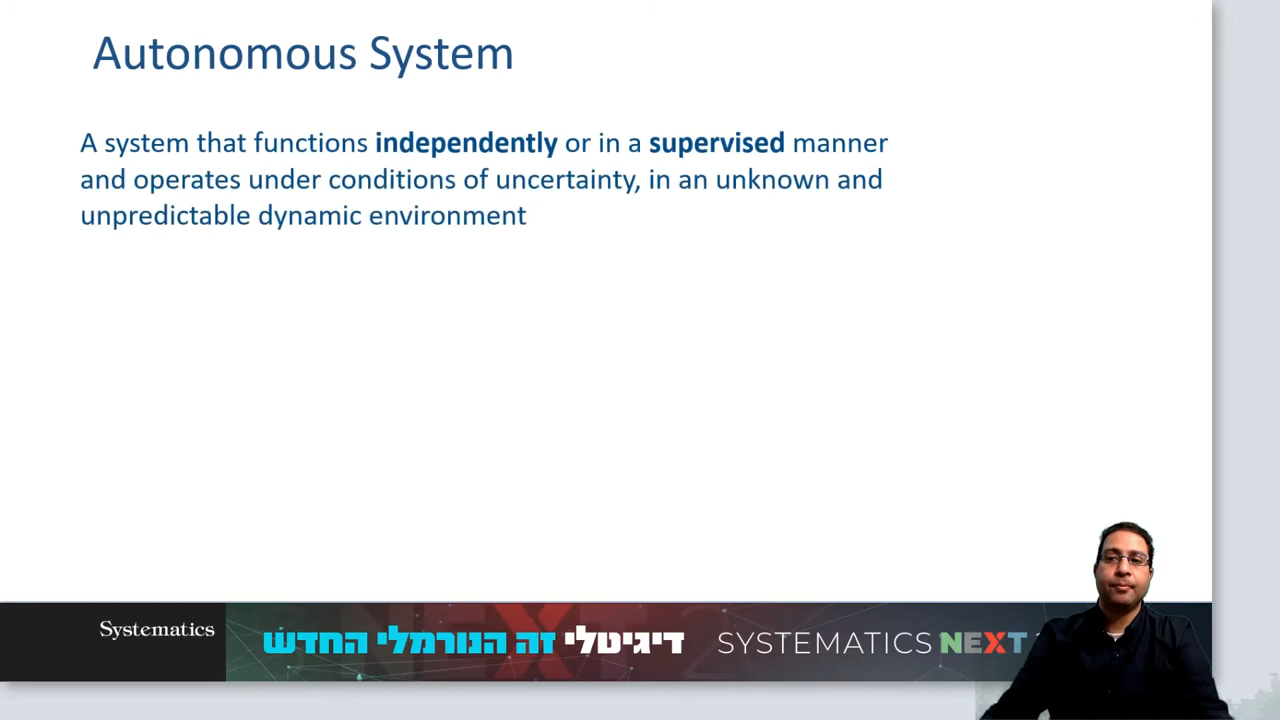 Autonomous System
A system that functions independently or in a supervised manner
and operates under conditions of uncertainty, in an unknown and
unpredictable dynamic environment
Systematics
דיגיטלי זה הנורמלי החדש
SYSTEMATICS NEXT